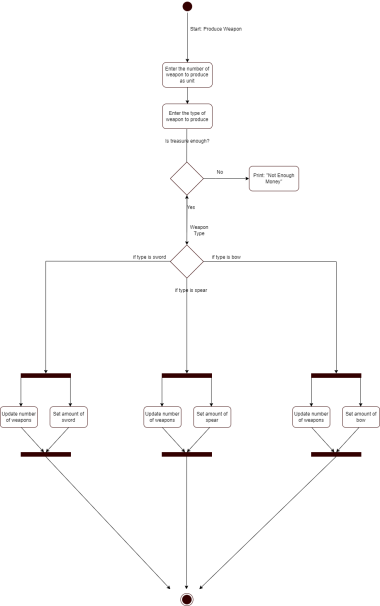 Start: Produce Weapon
Enter the number of
weapon to produce
as unit
Enter the type of
weapon to produce
Is treasure enough?
No
Print: "Not Enough
Money"
Yes
Weapon
Type
if type is sword
if type is bow
if type is spear
Update number
of weapons
Set amount of
sword
Update number
of weapons
Set amount of
spear
Update number
of weapons
Set amount of
bow